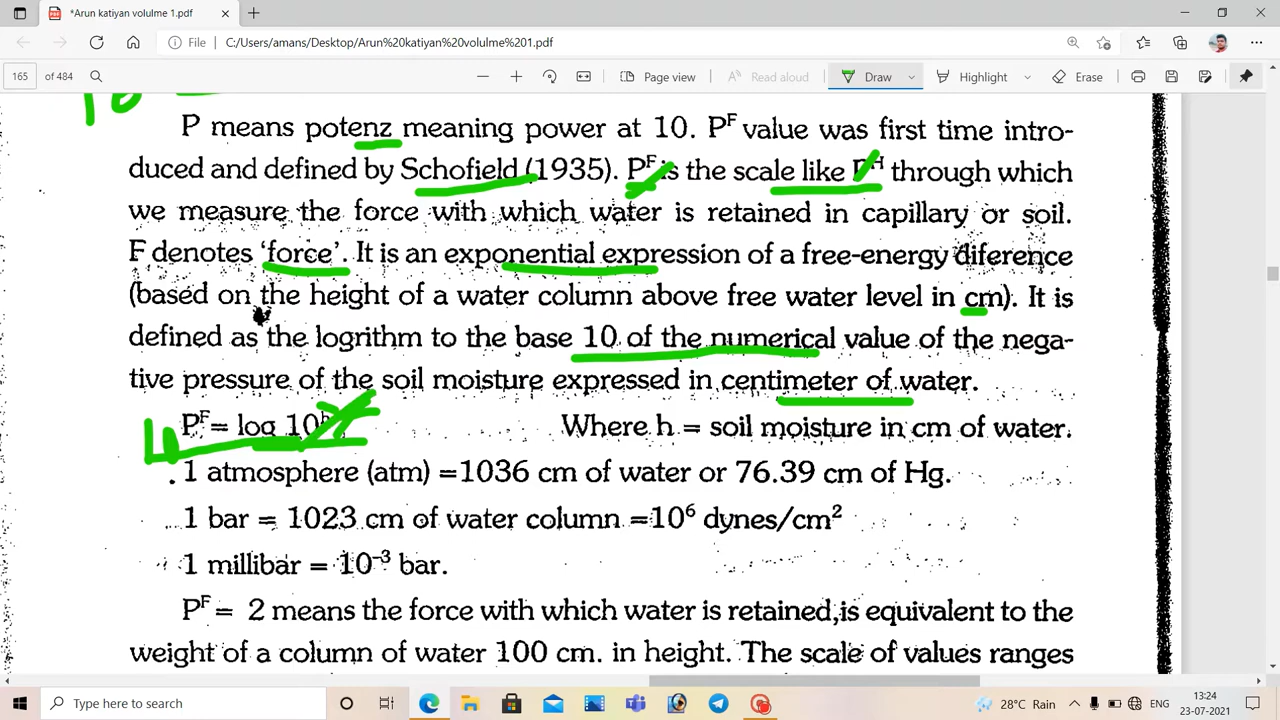 *Arun katiyan volulme 1.pdf
File C:/Users/amans/Desktop/Arun%20katiyan%20volulme%201.pdf
165 of 484 Page view Read aloud Draw Highlight Erase
P means potenz meaning power at 10. PF value was first time intro-
duced and defined by Schofield (1935). PF is the scale like PH through which
we measure the force with which water is retained in capillary or soil.
F denotes 'force'. It is an exponential expression of a free-energy diference
(based on the height of a water column above free water level in cm). It is
defined as the logrithm to the base 10 of the numerical value of the nega-
tive pressure of the soil moisture expressed in centimeter of water.
PF = log 10h Where h = soil moisture in cm of water.
1 atmosphere (atm) =1036 cm of water or 76.39 cm of Hg.
1 bar = 1023 cm of water column =10⁶ dynes/cm²
1 millibar = 10⁻³ bar.
PF = 2 means the force with which water is retained, is equivalent to the
weight of a column of water 100 cm. in height. The scale of values ranges
Type here to search 28°C Rain ENG 13:24
23-07-2021